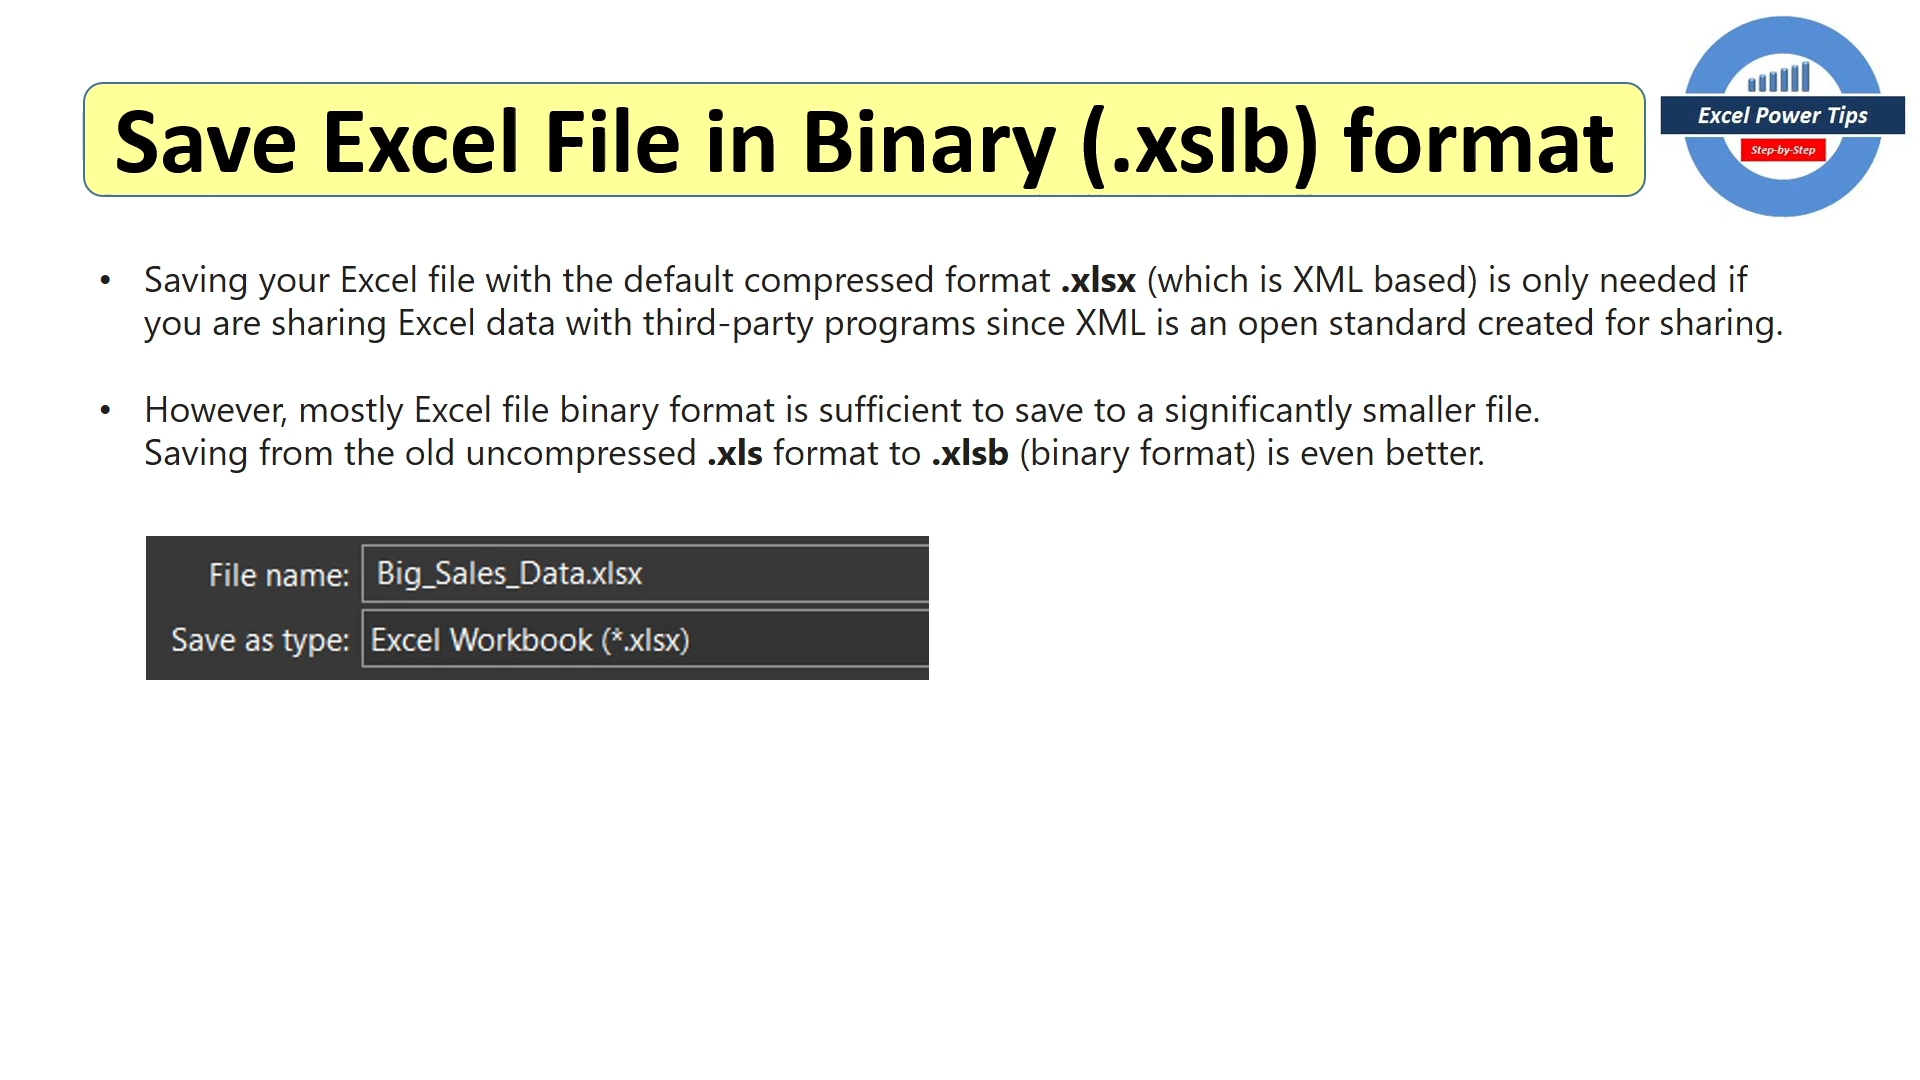 Save Excel File in Binary (.xslb) format
Excel Power Tips
Step-by-Step
• Saving your Excel file with the default compressed format .xlsx (which is XML based) is only needed if
you are sharing Excel data with third-party programs since XML is an open standard created for sharing.
• However, mostly Excel file binary format is sufficient to save to a significantly smaller file.
Saving from the old uncompressed .xls format to .xlsb (binary format) is even better.
File name: Big_Sales_Data.xlsx
Save as type: Excel Workbook (*.xlsx)